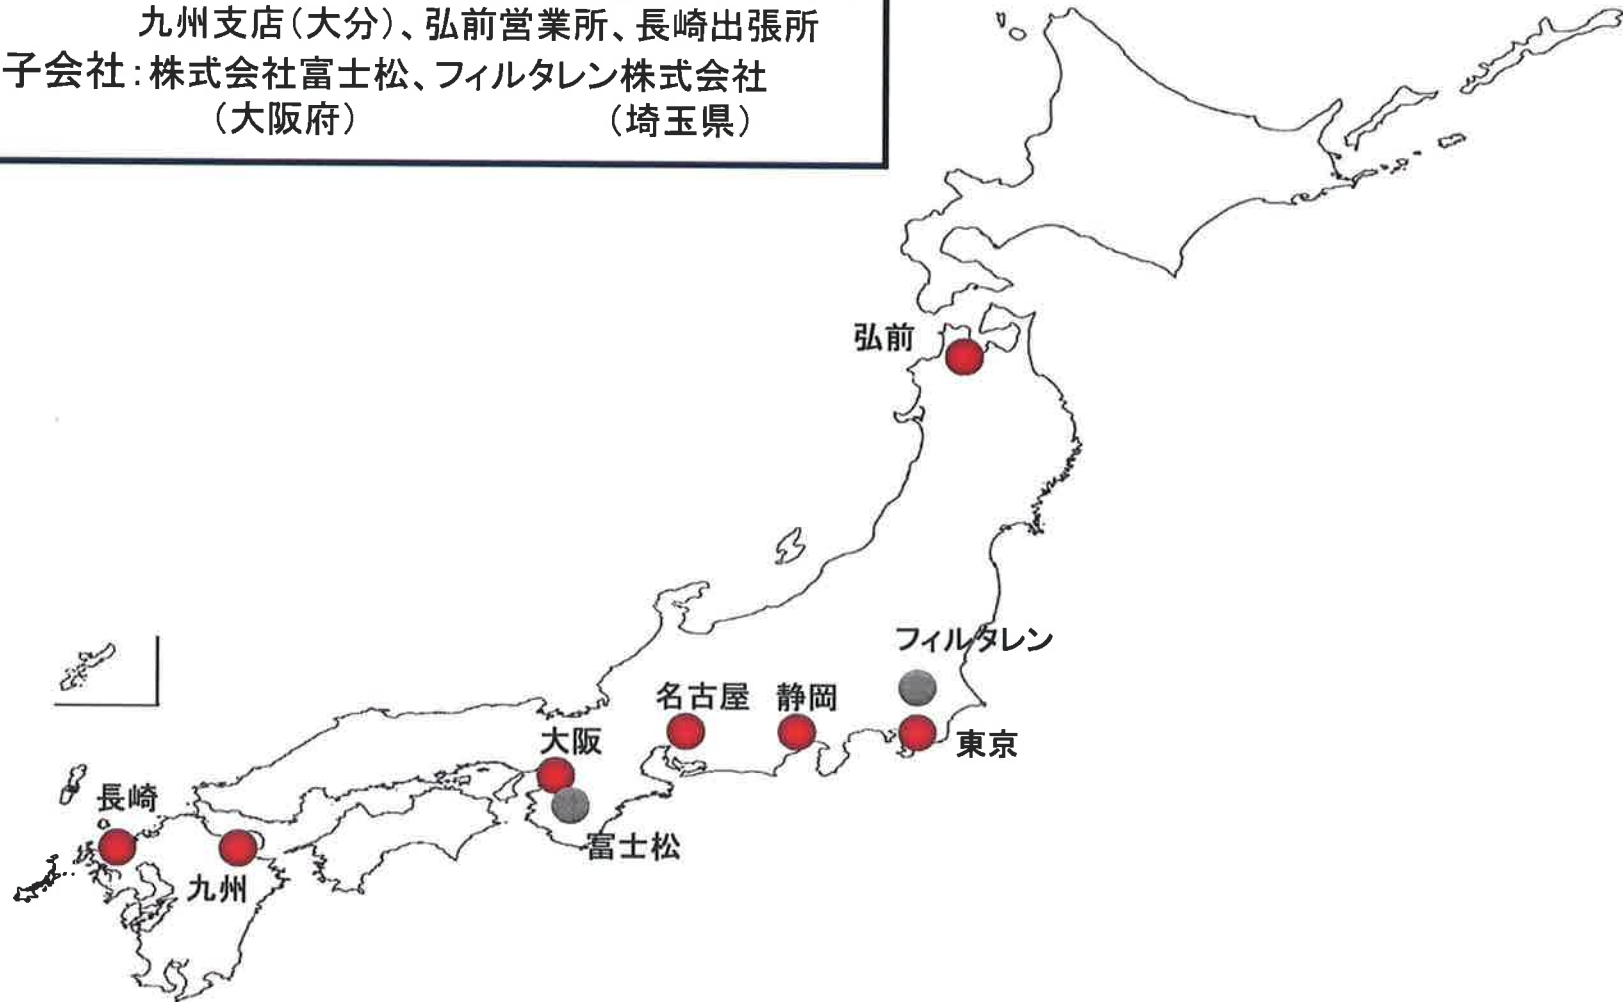 九州支店(大分)、弘前営業所、長崎出張所
子会社:株式会社富士松、フィルタレン株式会社
(大阪府) (埼玉県)
弘前
フィルタレン
名古屋 静岡
大阪
東京
長崎
富士松
九州